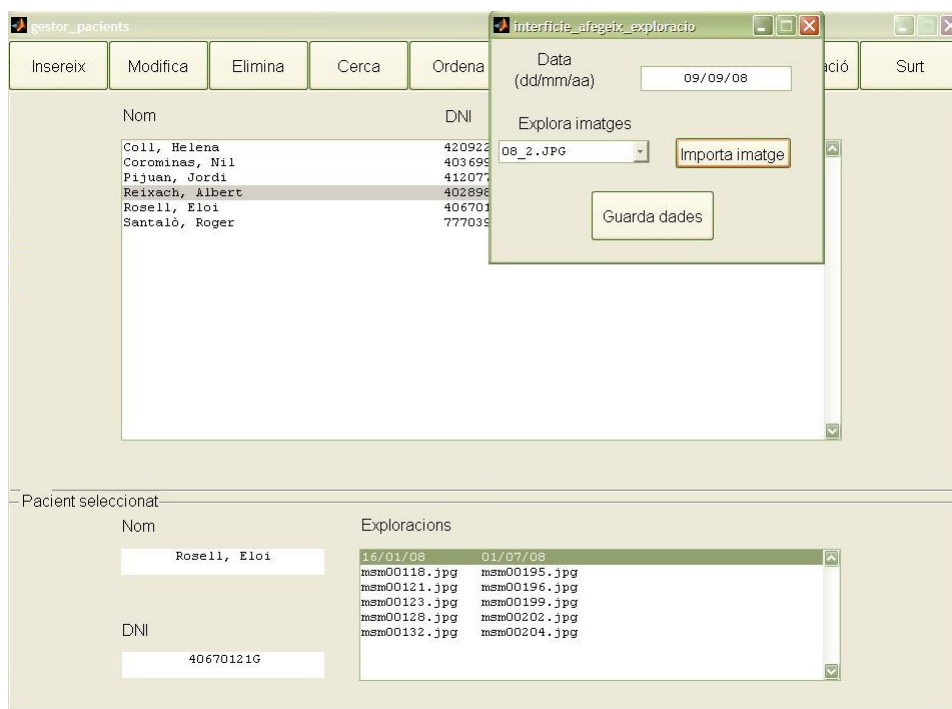 gestor_pacients
interficie_afegeix_exploracio
Insereix Modifica Elimina Cerca Ordena ació Surt
Data
(dd/mm/aa)
09/09/08
Explora imatges
08_2.JPG
Importa imatge
Guarda dades
Nom DNI
Coll, Helena 420922
Corominas, Nil 403699
Pijuan, Jordi 412077
Reixach, Albert 402898
Rosell, Eloi 406701
Santalò, Roger 777039
Pacient seleccionat
Nom
Rosell, Eloi
DNI
40670121G
Exploracions
16/01/08 01/07/08
msm00118.jpg msm00195.jpg
msm00121.jpg msm00196.jpg
msm00123.jpg msm00199.jpg
msm00128.jpg msm00202.jpg
msm00132.jpg msm00204.jpg